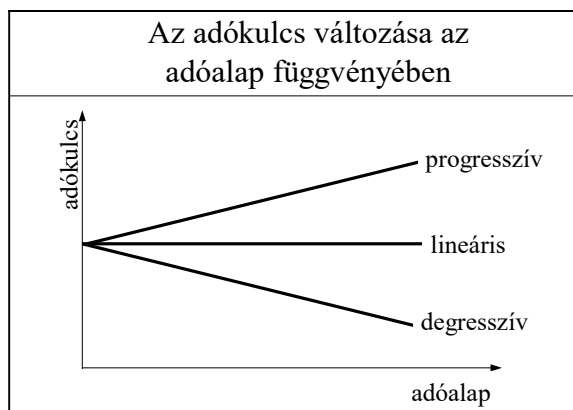 Az adókulcs változása az
adóalap függvényében
adókulcs
progresszív
lineáris
degresszív
adóalap